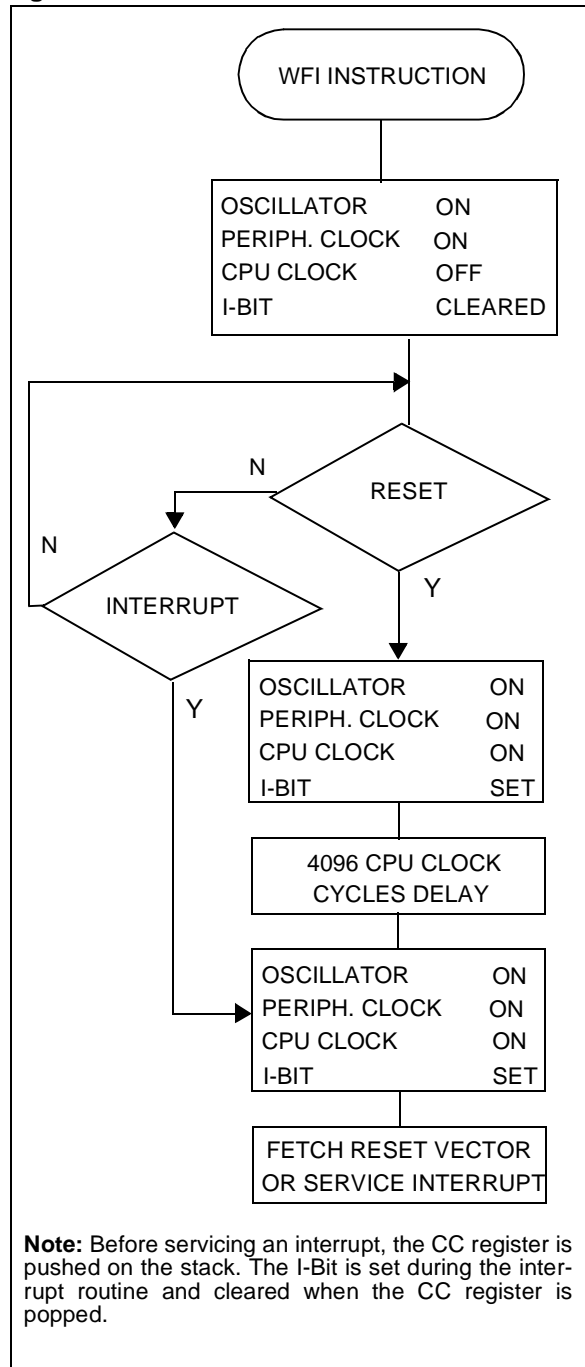 WFI INSTRUCTION
OSCILLATOR ON
PERIPH. CLOCK ON
CPU CLOCK OFF
I-BIT CLEARED
N
RESET
N
INTERRUPT
Y
Y
OSCILLATOR ON
PERIPH. CLOCK ON
CPU CLOCK ON
I-BIT SET
4096 CPU CLOCK
CYCLES DELAY
OSCILLATOR ON
PERIPH. CLOCK ON
CPU CLOCK ON
I-BIT SET
FETCH RESET VECTOR
OR SERVICE INTERRUPT
Note: Before servicing an interrupt, the CC register is
pushed on the stack. The I-Bit is set during the inter-
rupt routine and cleared when the CC register is
popped.